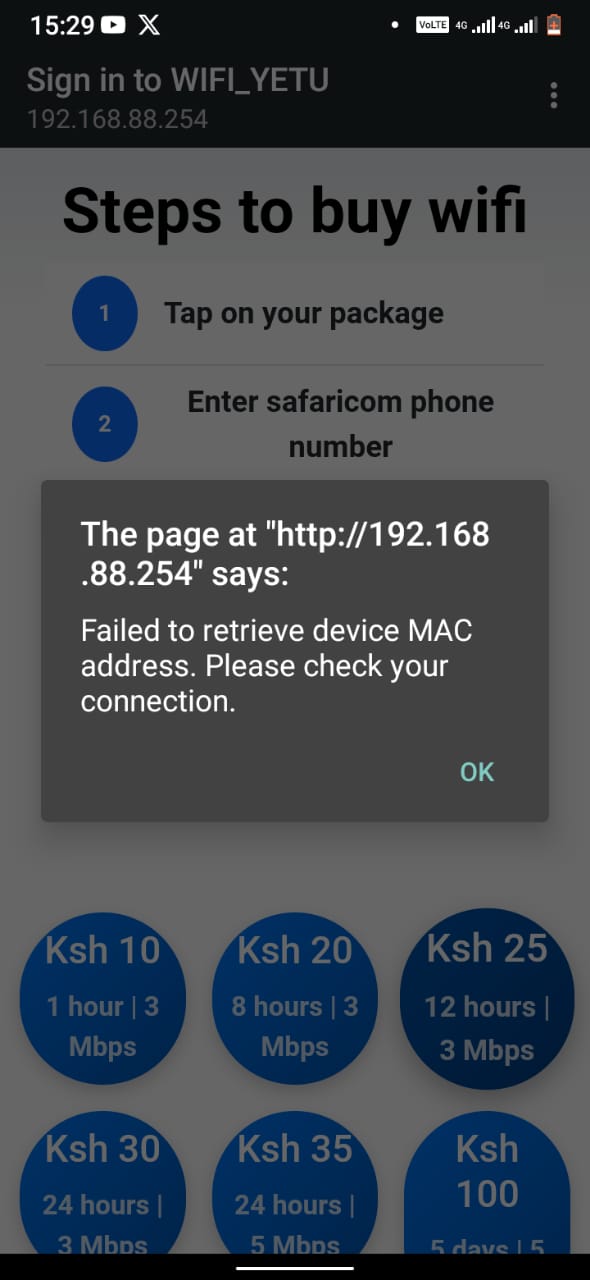 15:29
VoLTE 4G 4G
Sign in to WIFI_YETU
192.168.88.254
Steps to buy wifi
1 Tap on your package
2 Enter safaricom phone
number
The page at "http://192.168
.88.254" says:
Failed to retrieve device MAC
address. Please check your
connection.
OK
Ksh 10 Ksh 20 Ksh 25
1 hour | 3 8 hours | 3 12 hours |
Mbps Mbps 3 Mbps
Ksh 30 Ksh 35 Ksh
100
24 hours | 24 hours |
3 Mbps 5 Mbps 5 days | 5